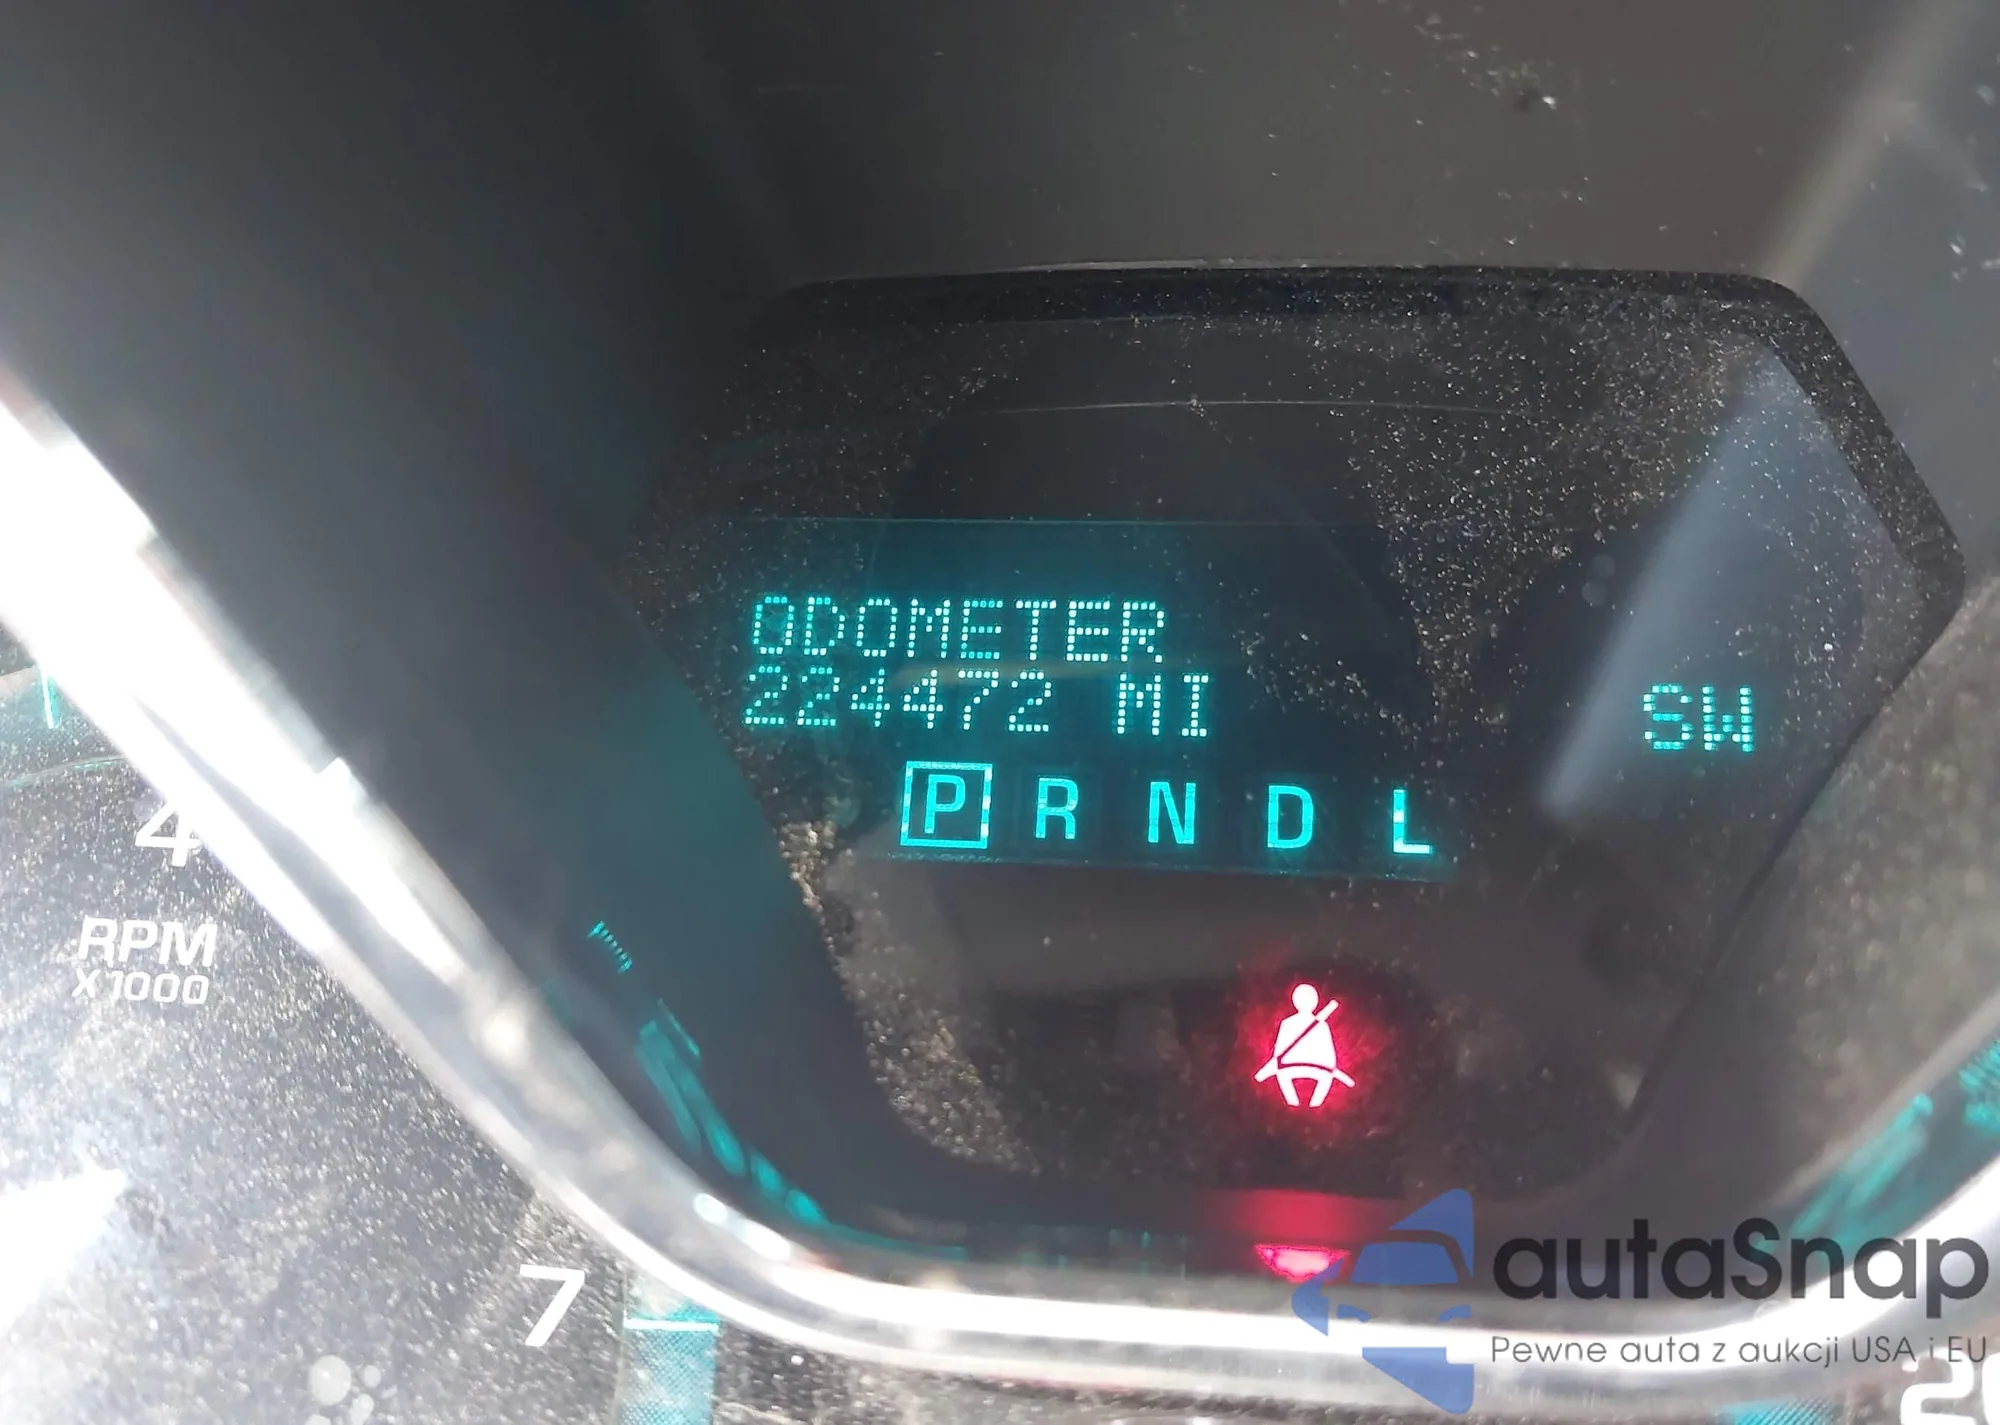 ODOMETER
224472 MI
SW
P R N D L
4
RPM
X1000
7
autaSnap
Pewne auta z aukcji USA i EU